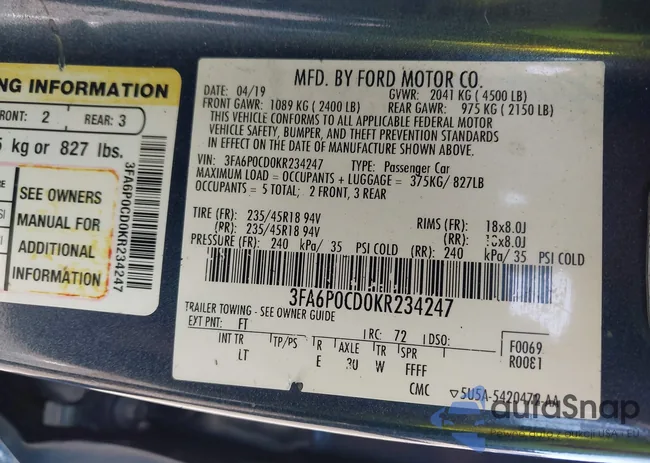 NG INFORMATION
RONT: 2 REAR: 3
kg or 827 lbs.
SEE OWNERS
MANUAL FOR
ADDITIONAL
INFORMATION
3FA6P0CD0KR234247
MFD. BY FORD MOTOR CO.
DATE: 04/19 GVWR: 2041 KG (4500 LB)
FRONT GAWR: 1089 KG (2400 LB) REAR GAWR: 975 KG (2150 LB)
THIS VEHICLE CONFORMS TO ALL APPLICABLE FEDERAL MOTOR
VEHICLE SAFETY, BUMPER, AND THEFT PREVENTION STANDARDS
IN EFFECT ON THE DATE OF MANUFACTURE SHOWN ABOVE.
VIN: 3FA6P0CD0KR234247 TYPE: Passenger Car
MAXIMUM LOAD = OCCUPANTS + LUGGAGE = 375KG/ 827LB
OCCUPANTS = 5 TOTAL; 2 FRONT, 3 REAR
TIRE (FR): 235/45R18 94V RIMS (FR): 18x8.0J
(RR): 235/45R18 94V (RR): x8.0J
PRESSURE (FR): 240 kPa/ 35 PSI COLD (RR): 240 kPa/ 35 PSI COLD
3FA6P0CD0KR234247
TRAILER TOWING - SEE OWNER GUIDE
EXT PNT: FT RC: 72 DSO: F0069
INT TR TP/PS R AXLE TR SPR R0081
LT E W FFFF
CMC ▽5U5A-5420472-AA
autoSnap